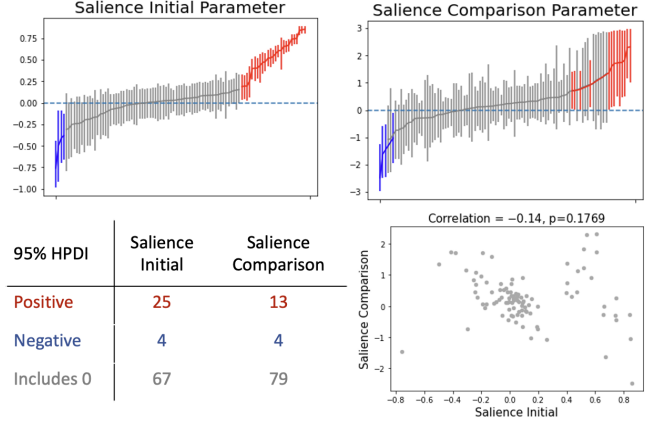 Salience Initial Parameter
0.75
0.50
0.25
0.00
−0.25
−0.50
−0.75
−1.00
Salience Comparison Parameter
3
2
1
0
−1
−2
−3
95% HPDI
Salience
Initial
Salience
Comparison
Positive
25
13
Negative
4
4
Includes 0
67
79
Correlation = −0.14, p=0.1769
Salience Comparison
2
1
0
−1
−2
−0.8 −0.6 −0.4 −0.2 0.0 0.2 0.4 0.6 0.8
Salience Initial